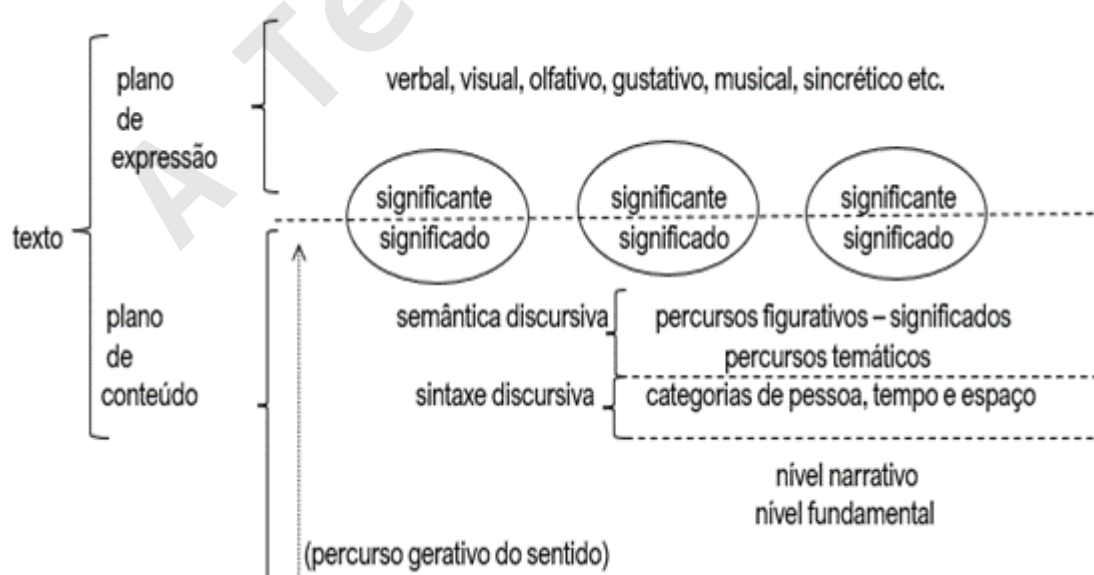 A Te
plano
de
expressão
verbal, visual, olfativo, gustativo, musical, sincrético etc.
significante significante significante
texto
significado significado significado
plano
de
conteúdo
semântica discursiva percursos figurativos – significados
percursos temáticos
sintaxe discursiva categorias de pessoa, tempo e espaço
nível narrativo
nível fundamental
(percurso gerativo do sentido)